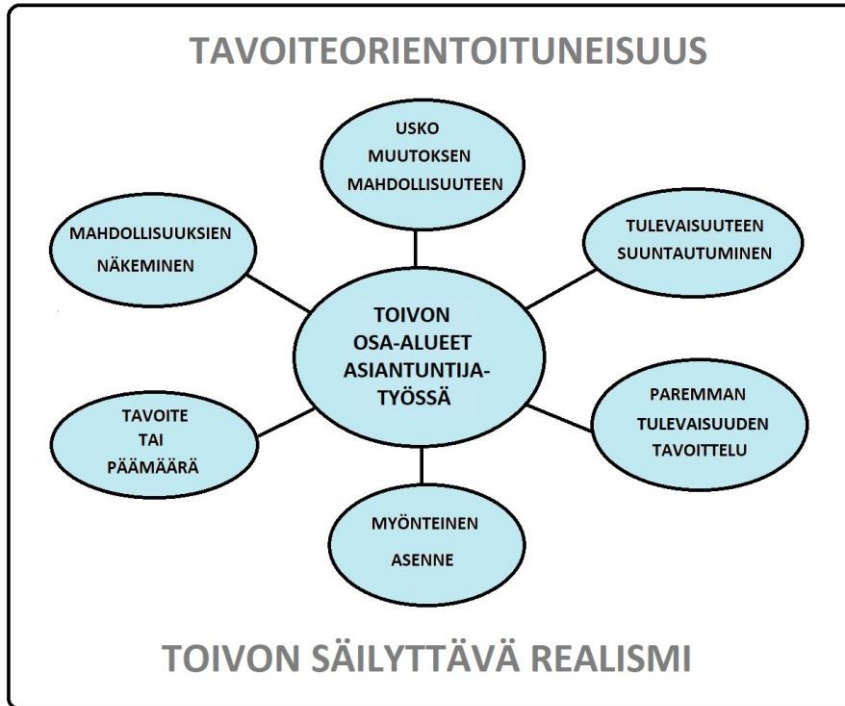 TAVOITEORIENTOITUNEISUUS
USKO
MUUTOKSEN
MAHDOLLISUUTEEN
MAHDOLLISUUKSIEN
NÄKEMINEN
TULEVAISUUTEEN
SUUNTAUTUMINEN
TOIVON
OSA-ALUEET
ASIANTUNTIJA-
TYÖSSÄ
TAVOITE
TAI
PÄÄMÄÄRÄ
PAREMMAN
TULEVAISUUDEN
TAVOITTELU
MYÖNTEINEN
ASENNE
TOIVON SÄILYTTÄVÄ REALISMI